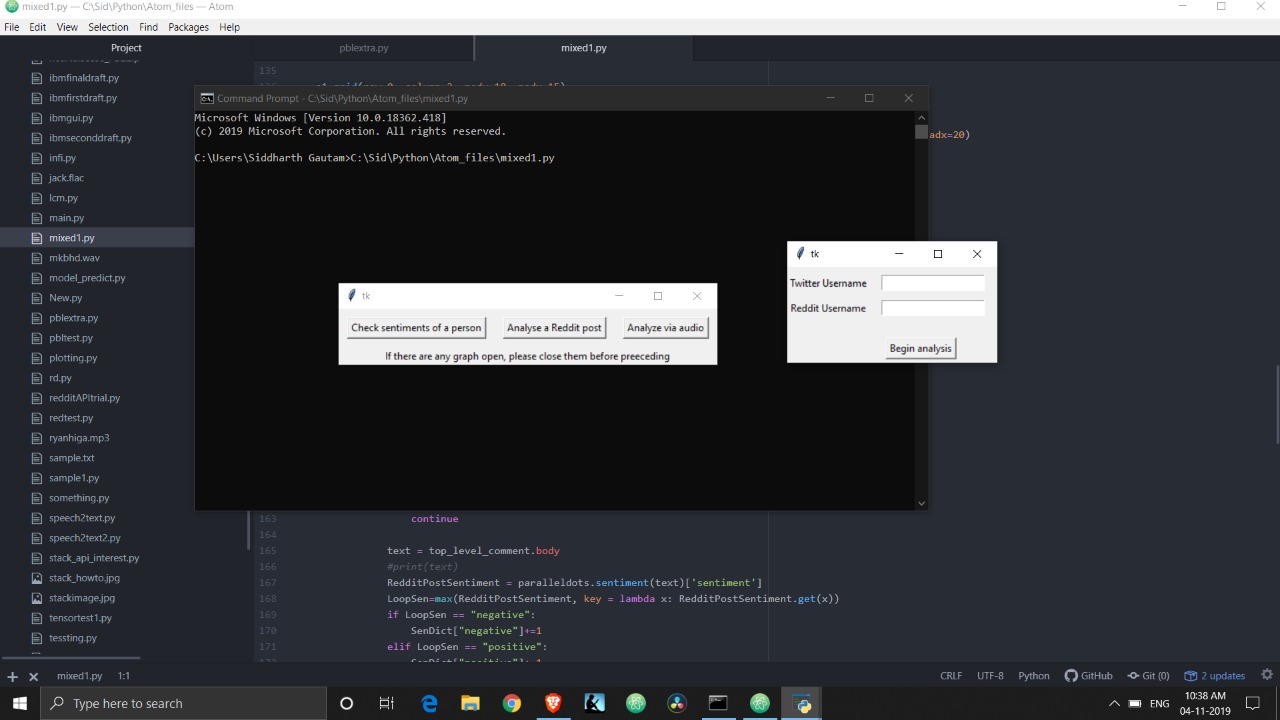 mixed1.py — C:\Sid\Python\Atom_files — Atom
File Edit View Selection Find Packages Help
Project
pblextra.py
mixed1.py
ibmfinaldraft.py
ibmfirstdraft.py
ibmgui.py
ibmseconddraft.py
infi.py
jack.flac
lcm.py
main.py
mixed1.py
mkbhd.wav
model_predict.py
New.py
pblextra.py
pbltest.py
plotting.py
rd.py
redditAPItrial.py
redtest.py
ryanhiga.mp3
sample.txt
sample1.py
something.py
speech2text.py
speech2text2.py
stack_api_interest.py
stack_howto.jpg
stackimage.jpg
tensortest1.py
tessting.py
135
adx=20)
Command Prompt - C:\Sid\Python\Atom_files\mixed1.py
Microsoft Windows [Version 10.0.18362.418]
(c) 2019 Microsoft Corporation. All rights reserved.
C:\Users\Siddharth Gautam>C:\Sid\Python\Atom_files\mixed1.py
tk
Check sentiments of a person Analyse a Reddit post Analyze via audio
If there are any graph open, please close them before preeceding
tk
Twitter Username
Reddit Username
Begin analysis
163 continue
164
165 text = top_level_comment.body
166 #print(text)
167 RedditPostSentiment = paralleldots.sentiment(text)['sentiment']
168 LoopSen=max(RedditPostSentiment, key = lambda x: RedditPostSentiment.get(x))
169 if LoopSen == "negative":
170 SenDict["negative"]+=1
171 elif LoopSen == "positive":
mixed1.py 1:1
CRLF UTF-8 Python GitHub Git (0) 2 updates
Type here to search
ENG
10:38 AM
04-11-2019